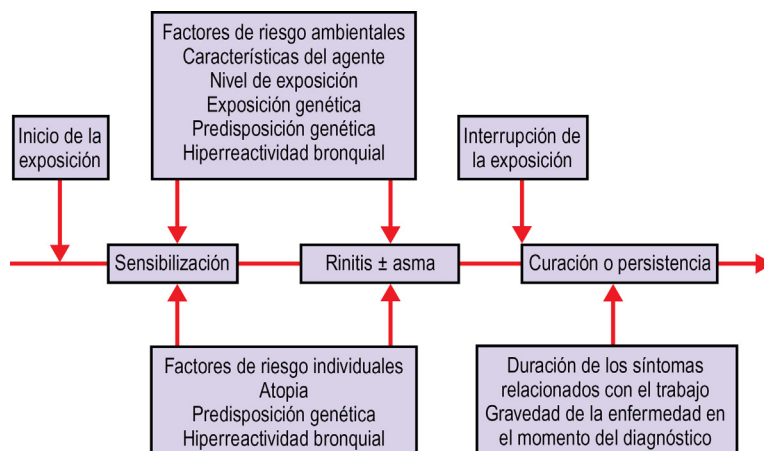 Factores de riesgo ambientales
Características del agente
Nivel de exposición
Exposición genética
Predisposición genética
Hiperreactividad bronquial
Inicio de la
exposición
Interrupción de
la exposición
Sensibilización
Rinitis ± asma
Curación o persistencia
Factores de riesgo individuales
Atopia
Predisposición genética
Hiperreactividad bronquial
Duración de los síntomas
relacionados con el trabajo
Gravedad de la enfermedad en
el momento del diagnóstico